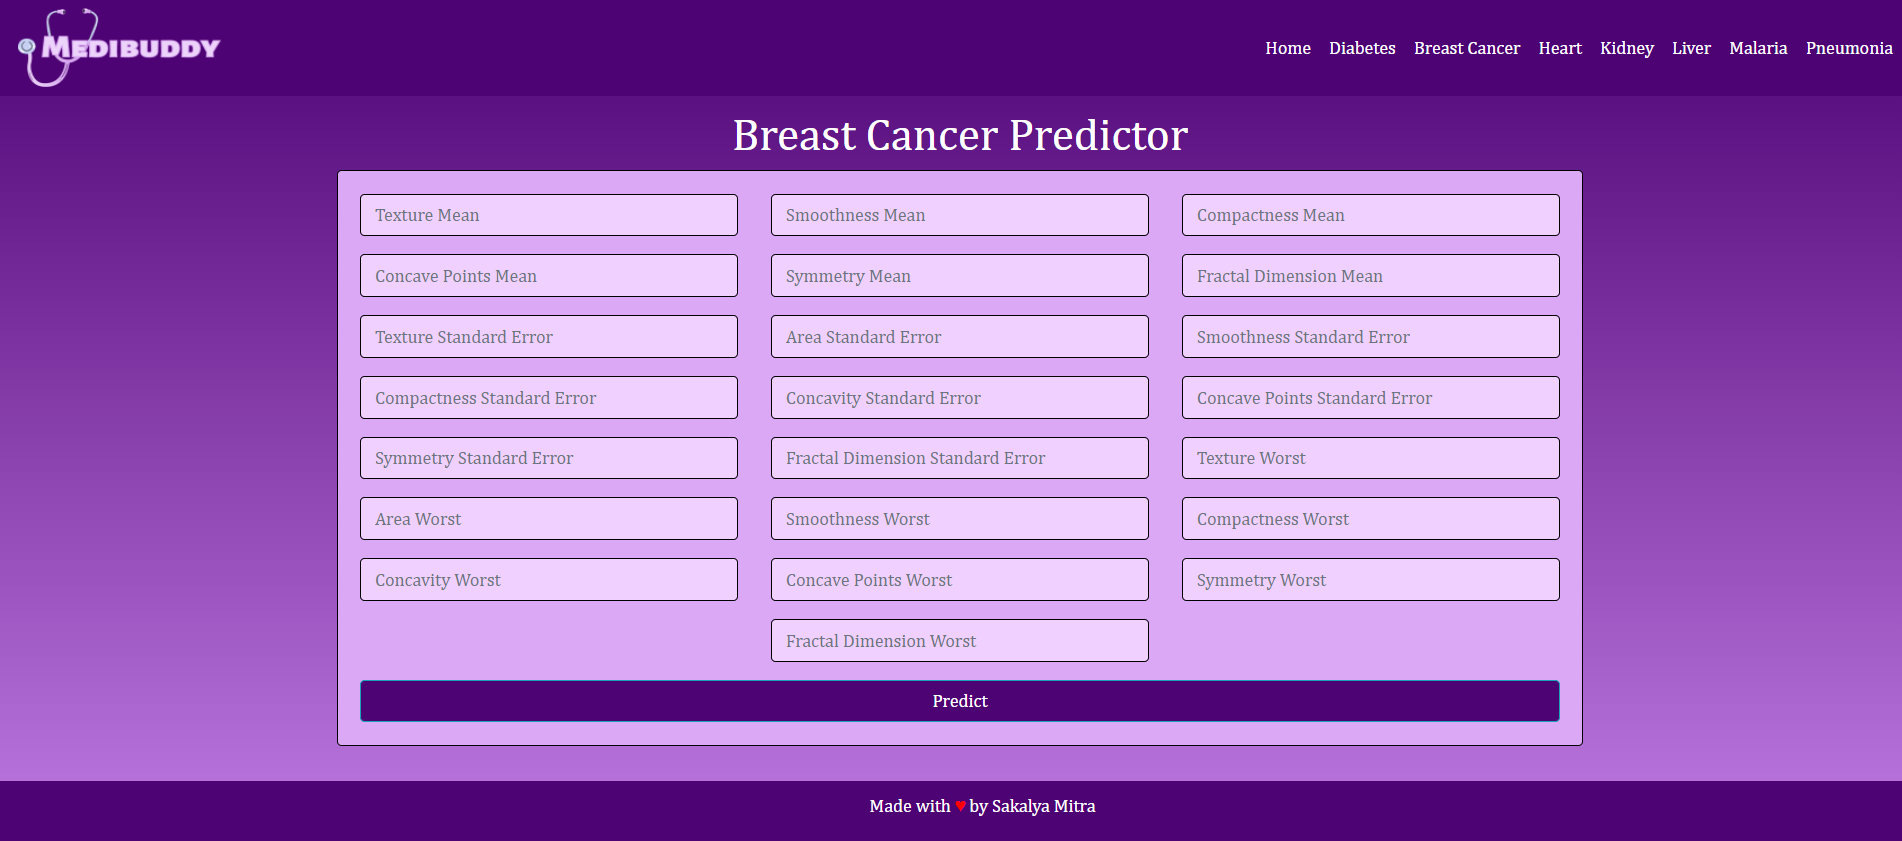 MEDIBUDDY
Home Diabetes Breast Cancer Heart Kidney Liver Malaria Pneumonia
Breast Cancer Predictor
Texture Mean Smoothness Mean Compactness Mean
Concave Points Mean Symmetry Mean Fractal Dimension Mean
Texture Standard Error Area Standard Error Smoothness Standard Error
Compactness Standard Error Concavity Standard Error Concave Points Standard Error
Symmetry Standard Error Fractal Dimension Standard Error Texture Worst
Area Worst Smoothness Worst Compactness Worst
Concavity Worst Concave Points Worst Symmetry Worst
Fractal Dimension Worst
Predict
Made with ♥ by Sakalya Mitra